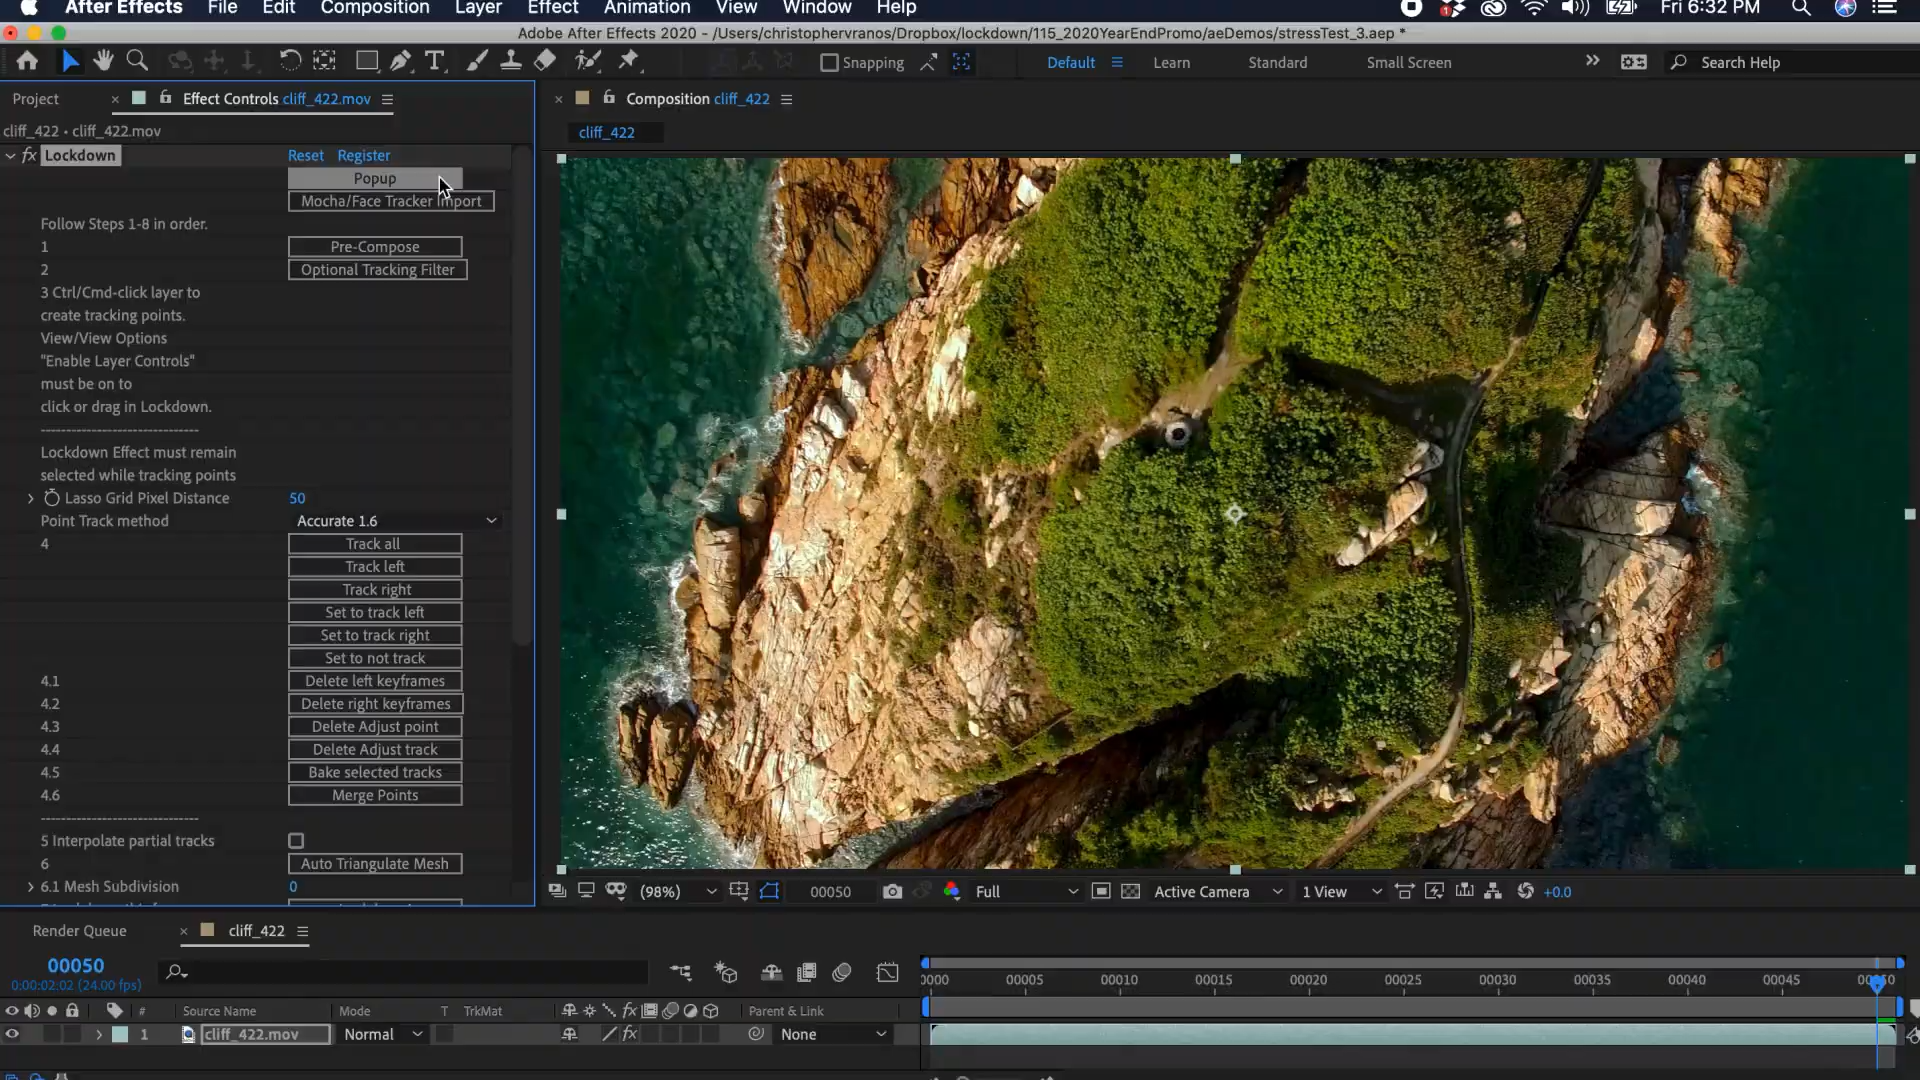 After Effects File Edit Composition Layer Effect Animation View Window Help 1 Fri 6:32 PM
Adobe After Effects 2020 - /Users/christophervranos/Dropbox/lockdown/115_2020YearEndPromo/aeDemos/stressTest_3.aep *
Snapping Default Learn Standard Small Screen Search Help
Project Effect Controls cliff_422.mov
Composition cliff_422
cliff_422 • cliff_422.mov
cliff_422
fx Lockdown Reset Register
Popup
Mocha/Face Tracker Import
Follow Steps 1-8 in order.
1 Pre-Compose
2 Optional Tracking Filter
3 Ctrl/Cmd-click layer to
create tracking points.
View/View Options
"Enable Layer Controls"
must be on to
click or drag in Lockdown.
-------------------------------
Lockdown Effect must remain
selected while tracking points
Lasso Grid Pixel Distance 50
Point Track method Accurate 1.6
4 Track all
Track left
Track right
Set to track left
Set to track right
Set to not track
4.1 Delete left keyframes
4.2 Delete right keyframes
4.3 Delete Adjust point
4.4 Delete Adjust track
4.5 Bake selected tracks
4.6 Merge Points
-------------------------------
5 Interpolate partial tracks
6 Auto Triangulate Mesh
6.1 Mesh Subdivision 0
(98%) 00050 Full Active Camera 1 View +0.0
Render Queue cliff_422
00050
0:00:02:02 (24.00 fps)
0000 00005 00010 00015 00020 00025 00030 00035 00040 00045 00050
# Source Name Mode T TrkMat fx Parent & Link
1 cliff_422.mov Normal fx None